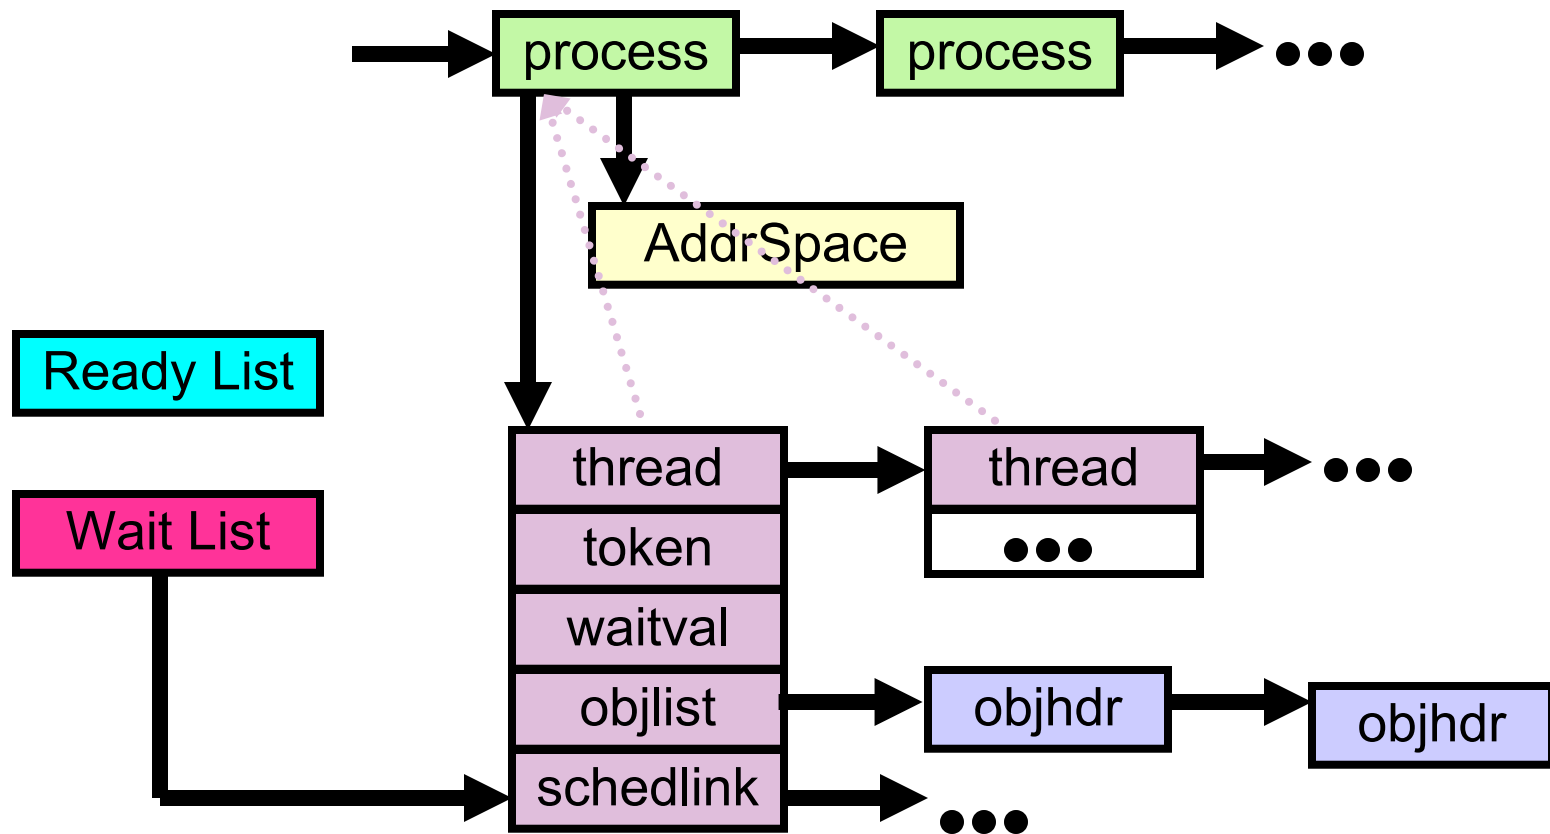 process
process
AddrSpace
Ready List
thread
thread
Wait List
token
waitval
objlist
objhdr
objhdr
schedlink